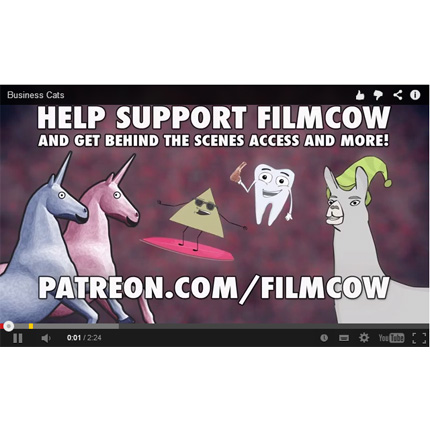 Business Cats
HELP SUPPORT FILMCOW
AND GET BEHIND THE SCENES ACCESS AND MORE!
PATREON.COM/FILMCOW
0:01 / 2:24
YouTube